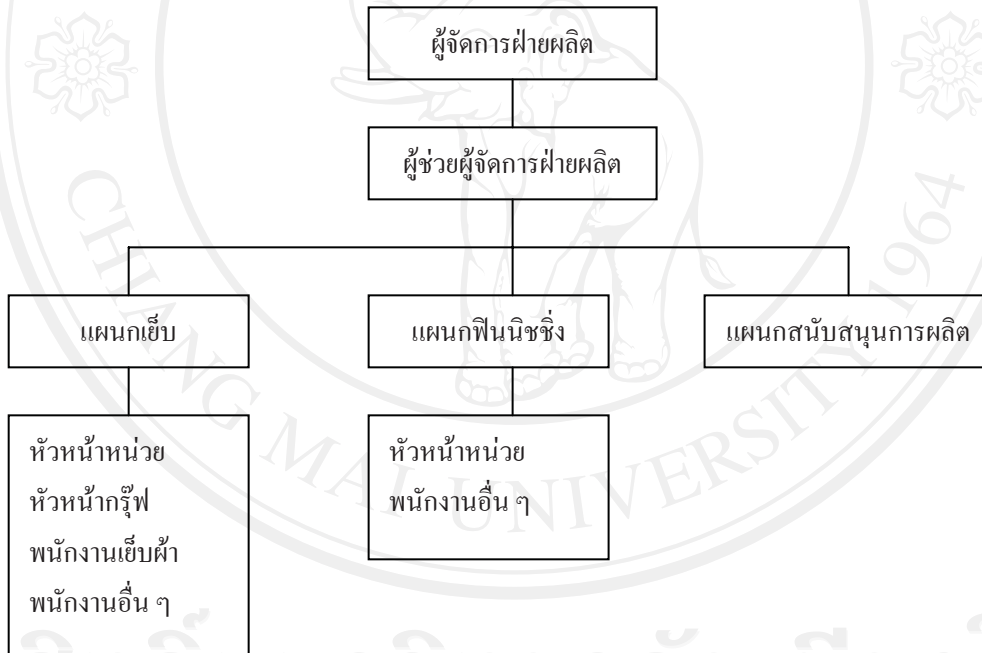 ผู้จัดการฝ่ายผลิต
ผู้ช่วยผู้จัดการฝ่ายผลิต
แผนกเย็บ
แผนกฟินนิชชิ่ง
แผนกสนับสนุนการผลิต
หัวหน้าหน่วย
หัวหน้ากรุ๊ฟ
พนักงานเย็บผ้า
พนักงานอื่น ๆ
หัวหน้าหน่วย
พนักงานอื่น ๆ
CHIANG MAI UNIVERSITY 1964